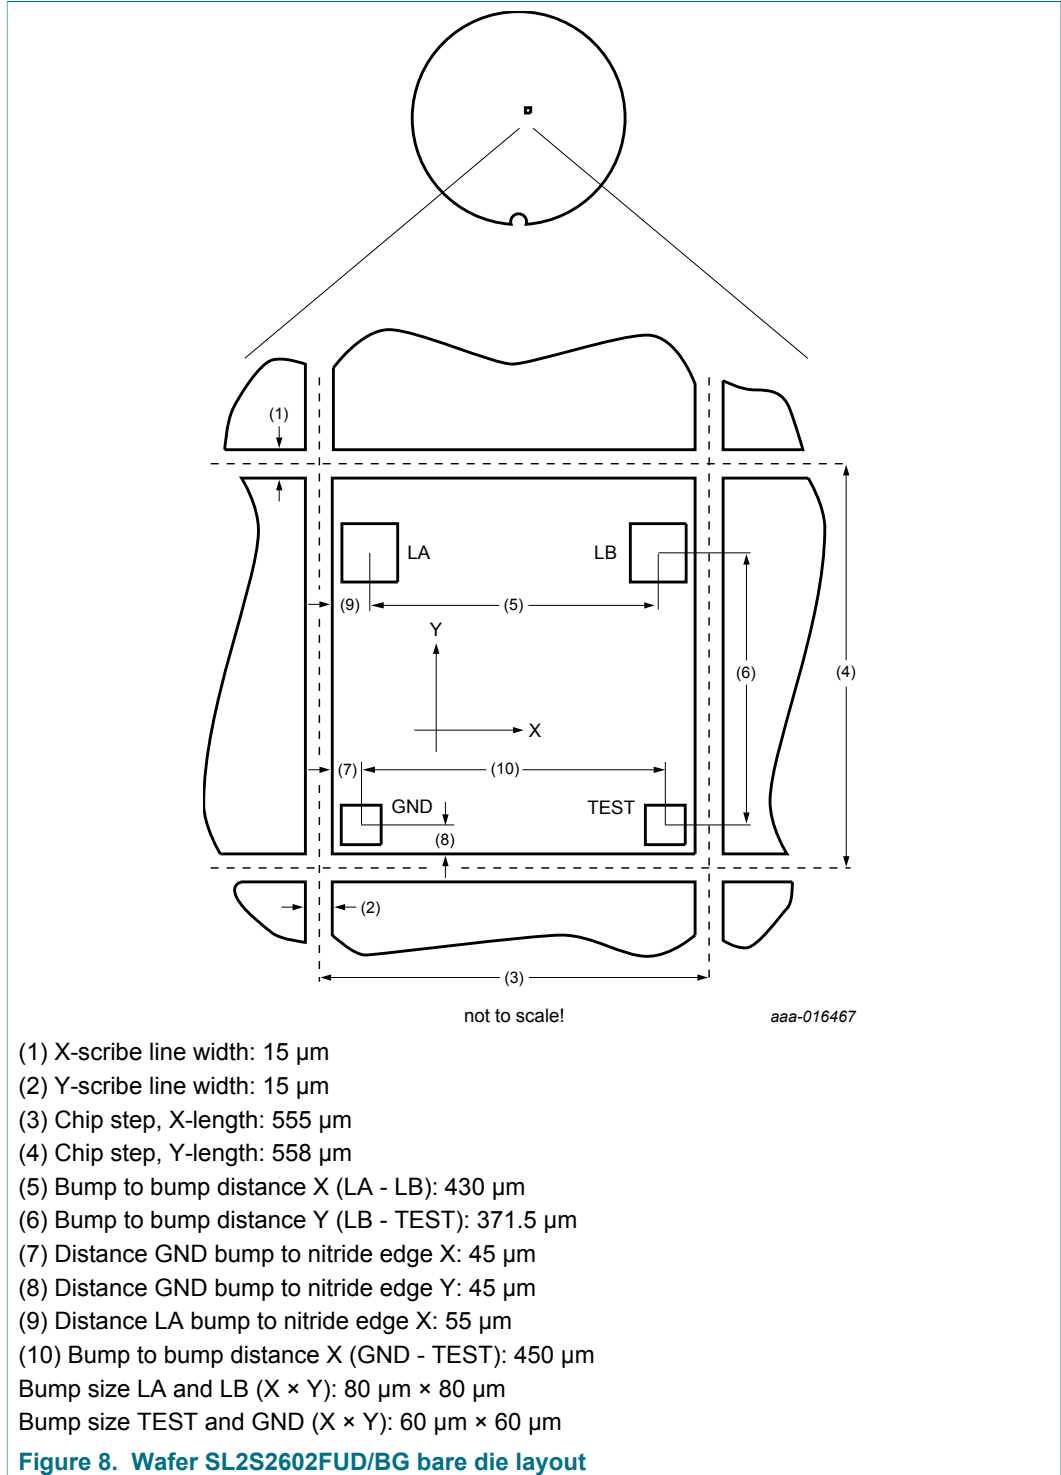 (1)
LA
LB
(9)
(5)
Y
(6)
(4)
X
(7)
(10)
GND
TEST
(8)
(2)
(3)
not to scale!
aaa-016467
(1) X-scribe line width: 15 µm
(2) Y-scribe line width: 15 µm
(3) Chip step, X-length: 555 µm
(4) Chip step, Y-length: 558 µm
(5) Bump to bump distance X (LA - LB): 430 µm
(6) Bump to bump distance Y (LB - TEST): 371.5 µm
(7) Distance GND bump to nitride edge X: 45 µm
(8) Distance GND bump to nitride edge Y: 45 µm
(9) Distance LA bump to nitride edge X: 55 µm
(10) Bump to bump distance X (GND - TEST): 450 µm
Bump size LA and LB (X × Y): 80 µm × 80 µm
Bump size TEST and GND (X × Y): 60 µm × 60 µm
Figure 8. Wafer SL2S2602FUD/BG bare die layout